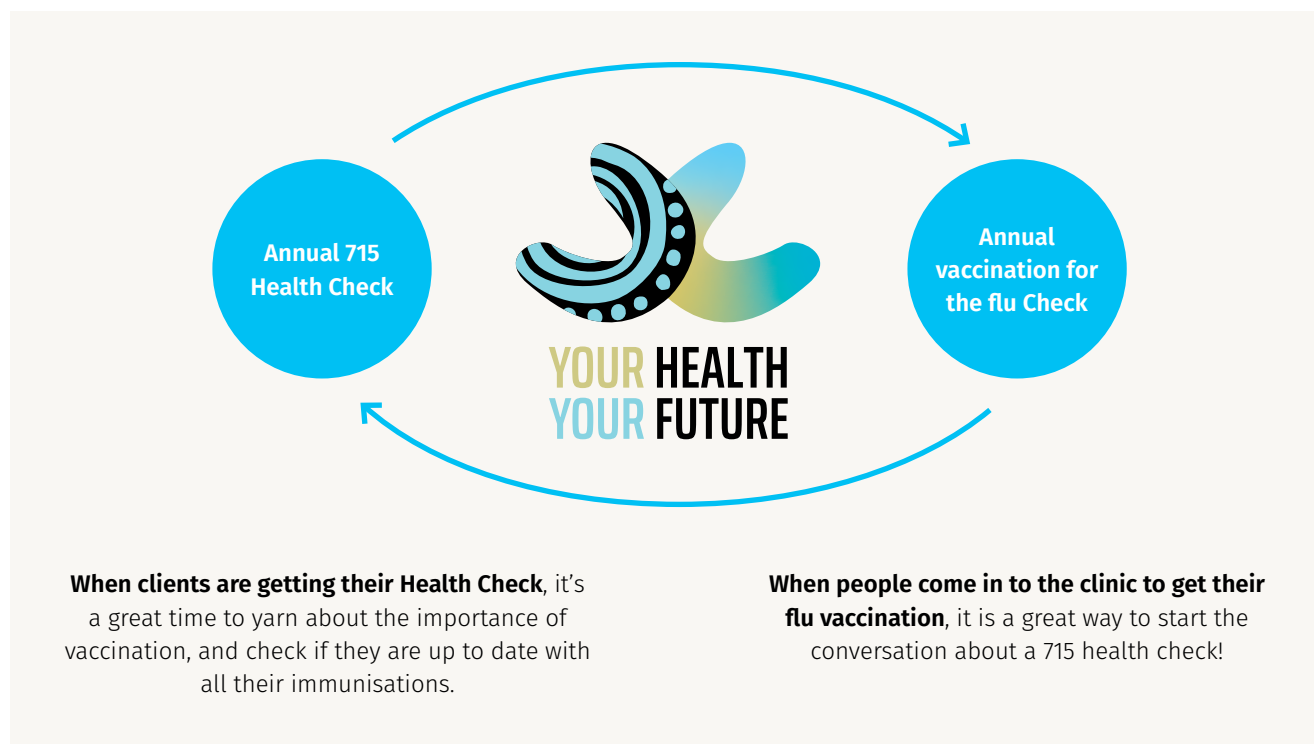 Annual 715
Health Check
Annual
vaccination for
the flu Check
YOUR HEALTH
YOUR FUTURE
When clients are getting their Health Check, it’s
a great time to yarn about the importance of
vaccination, and check if they are up to date with
all their immunisations.
When people come in to the clinic to get their
flu vaccination, it is a great way to start the
conversation about a 715 health check!